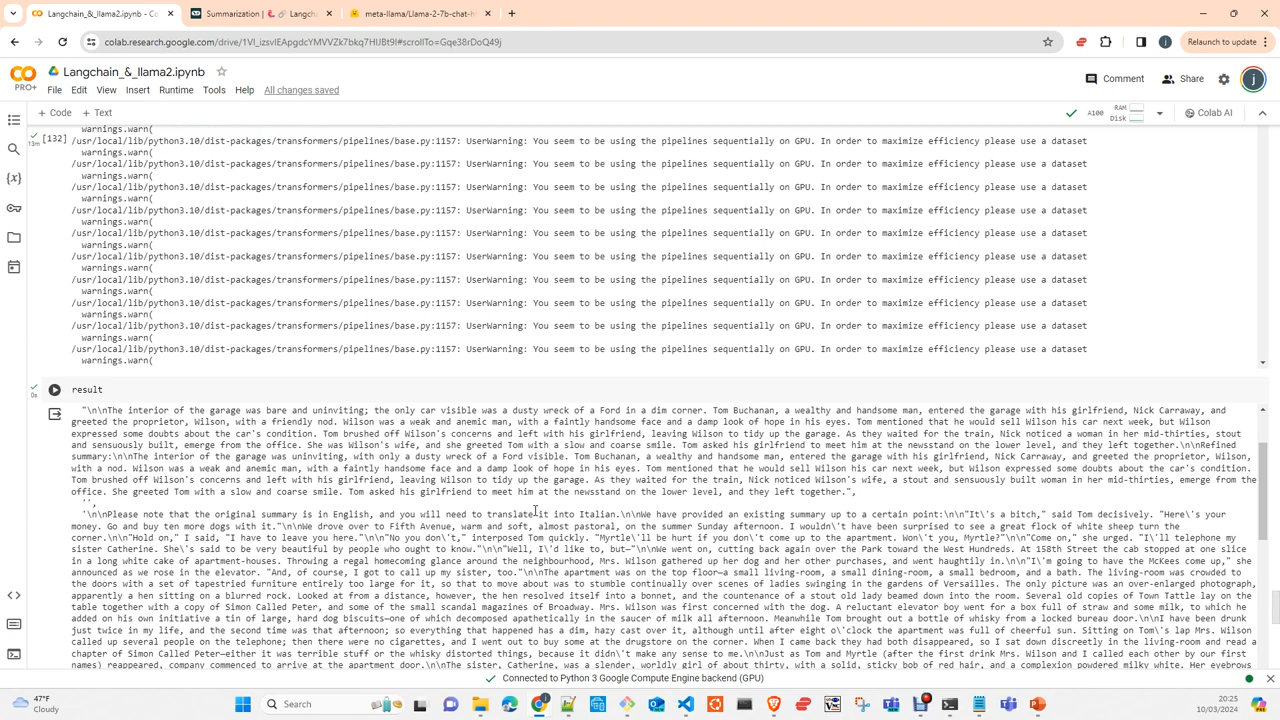 Langchain_&_llama2.ipynb - Co
Summarization | Langch
meta-llama/Llama-2-7b-chat-h
colab.research.google.com/drive/1Vl_izsvlEApgdcYMVVZk7bkq7HIJBt9I#scrollTo=Gqe38rDoQ49j
Relaunch to update
CO
PRO+
Langchain_&_llama2.ipynb
File Edit View Insert Runtime Tools Help All changes saved
Comment Share
+ Code + Text
A100 RAM Disk Colab AI
warnings.warn(
[132]
13m
/usr/local/lib/python3.10/dist-packages/transformers/pipelines/base.py:1157: UserWarning: You seem to be using the pipelines sequentially on GPU. In order to maximize efficiency please use a dataset
warnings.warn(
/usr/local/lib/python3.10/dist-packages/transformers/pipelines/base.py:1157: UserWarning: You seem to be using the pipelines sequentially on GPU. In order to maximize efficiency please use a dataset
warnings.warn(
/usr/local/lib/python3.10/dist-packages/transformers/pipelines/base.py:1157: UserWarning: You seem to be using the pipelines sequentially on GPU. In order to maximize efficiency please use a dataset
warnings.warn(
/usr/local/lib/python3.10/dist-packages/transformers/pipelines/base.py:1157: UserWarning: You seem to be using the pipelines sequentially on GPU. In order to maximize efficiency please use a dataset
warnings.warn(
/usr/local/lib/python3.10/dist-packages/transformers/pipelines/base.py:1157: UserWarning: You seem to be using the pipelines sequentially on GPU. In order to maximize efficiency please use a dataset
warnings.warn(
/usr/local/lib/python3.10/dist-packages/transformers/pipelines/base.py:1157: UserWarning: You seem to be using the pipelines sequentially on GPU. In order to maximize efficiency please use a dataset
warnings.warn(
/usr/local/lib/python3.10/dist-packages/transformers/pipelines/base.py:1157: UserWarning: You seem to be using the pipelines sequentially on GPU. In order to maximize efficiency please use a dataset
warnings.warn(
/usr/local/lib/python3.10/dist-packages/transformers/pipelines/base.py:1157: UserWarning: You seem to be using the pipelines sequentially on GPU. In order to maximize efficiency please use a dataset
warnings.warn(
/usr/local/lib/python3.10/dist-packages/transformers/pipelines/base.py:1157: UserWarning: You seem to be using the pipelines sequentially on GPU. In order to maximize efficiency please use a dataset
warnings.warn(
/usr/local/lib/python3.10/dist-packages/transformers/pipelines/base.py:1157: UserWarning: You seem to be using the pipelines sequentially on GPU. In order to maximize efficiency please use a dataset
warnings.warn(
result
0s
"\n\nThe interior of the garage was bare and uninviting; the only car visible was a dusty wreck of a Ford in a dim corner. Tom Buchanan, a wealthy and handsome man, entered the garage with his girlfriend, Nick Carraway, and
greeted the proprietor, Wilson, with a friendly nod. Wilson was a weak and anemic man, with a faintly handsome face and a damp look of hope in his eyes. Tom mentioned that he would sell Wilson his car next week, but Wilson
expressed some doubts about the car's condition. Tom brushed off Wilson's concerns and left with his girlfriend, leaving Wilson to tidy up the garage. As they waited for the train, Nick noticed a woman in her mid-thirties, stout
and sensuously built, emerge from the office. She was Wilson's wife, and she greeted Tom with a slow and coarse smile. Tom asked his girlfriend to meet him at the newsstand on the lower level, and they left together.\n\nRefined
summary:\n\nThe interior of the garage was uninviting, with only a dusty wreck of a Ford visible. Tom Buchanan, a wealthy and handsome man, entered the garage with his girlfriend, Nick Carraway, and greeted the proprietor, Wilson,
with a nod. Wilson was a weak and anemic man, with a faintly handsome face and a damp look of hope in his eyes. Tom mentioned that he would sell Wilson his car next week, but Wilson expressed some doubts about the car's condition.
Tom brushed off Wilson's concerns and left with his girlfriend, leaving Wilson to tidy up the garage. As they waited for the train, Nick noticed Wilson's wife, a stout and sensuously built woman in her mid-thirties, emerge from the
office. She greeted Tom with a slow and coarse smile. Tom asked his girlfriend to meet him at the newsstand on the lower level, and they left together.",
'',
'\n\nPlease note that the original summary is in English, and you will need to translate it into Italian.\n\nWe have provided an existing summary up to a certain point:\n\n"It\'s a bitch," said Tom decisively. "Here\'s your
money. Go and buy ten more dogs with it."\n\nWe drove over to Fifth Avenue, warm and soft, almost pastoral, on the summer Sunday afternoon. I wouldn\'t have been surprised to see a great flock of white sheep turn the
corner.\n\n"Hold on," I said, "I have to leave you here."\n\n"No you don\'t," interposed Tom quickly. "Myrtle\'ll be hurt if you don\'t come up to the apartment. Won\'t you, Myrtle?"\n\n"Come on," she urged. "I\'ll telephone my
sister Catherine. She\'s said to be very beautiful by people who ought to know."\n\n"Well, I\'d like to, but—"\n\nWe went on, cutting back again over the Park toward the West Hundreds. At 158th Street the cab stopped at one slice
in a long white cake of apartment-houses. Throwing a regal homecoming glance around the neighbourhood, Mrs. Wilson gathered up her dog and her other purchases, and went haughtily in.\n\n"I\'m going to have the McKees come up," she
announced as we rose in the elevator. "And, of course, I got to call up my sister, too."\n\nThe apartment was on the top floor—a small living-room, a small dining-room, a small bedroom, and a bath. The living-room was crowded to
the doors with a set of tapestried furniture entirely too large for it, so that to move about was to stumble continually over scenes of ladies swinging in the gardens of Versailles. The only picture was an over-enlarged photograph,
apparently a hen sitting on a blurred rock. Looked at from a distance, however, the hen resolved itself into a bonnet, and the countenance of a stout old lady beamed down into the room. Several old copies of Town Tattle lay on the
table together with a copy of Simon Called Peter, and some of the small scandal magazines of Broadway. Mrs. Wilson was first concerned with the dog. A reluctant elevator boy went for a box full of straw and some milk, to which he
added on his own initiative a tin of large, hard dog biscuits—one of which decomposed apathetically in the saucer of milk all afternoon. Meanwhile Tom brought out a bottle of whisky from a locked bureau door.\n\nI have been drunk
just twice in my life, and the second time was that afternoon; so everything that happened has a dim, hazy cast over it, although until after eight o\'clock the apartment was full of cheerful sun. Sitting on Tom\'s lap Mrs. Wilson
called up several people on the telephone; then there were no cigarettes, and I went out to buy some at the drugstore on the corner. When I came back they had both disappeared, so I sat down discreetly in the living-room and read a
chapter of Simon Called Peter—either it was terrible stuff or the whisky distorted things, because it didn\'t make any sense to me.\n\nJust as Tom and Myrtle (after the first drink Mrs. Wilson and I called each other by our first
names) reappeared, company commenced to arrive at the apartment door.\n\nThe sister, Catherine, was a slender, worldly girl of about thirty, with a solid, sticky bob of red hair, and a complexion powdered milky white. Her eyebrows
Connected to Python 3 Google Compute Engine backend (GPU)
47°F
Cloudy
Search
20:25
10/03/2024